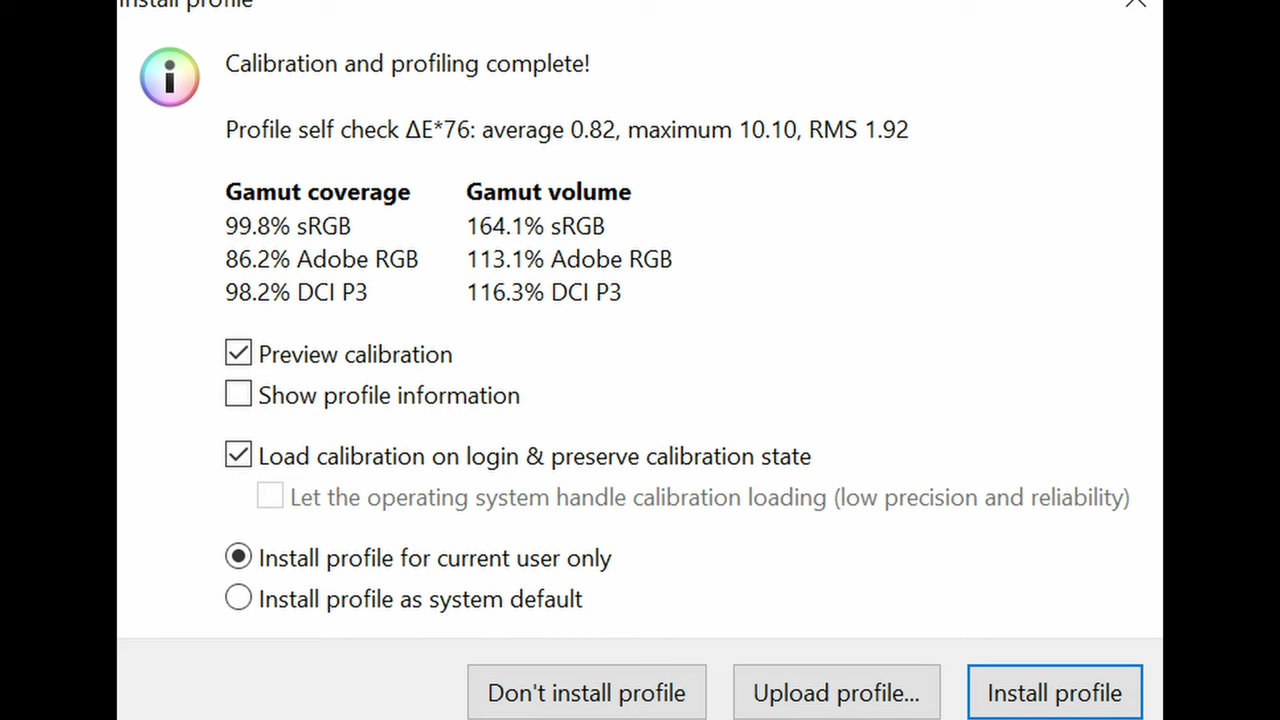 Install profile
Calibration and profiling complete!
Profile self check ΔE*76: average 0.82, maximum 10.10, RMS 1.92
Gamut coverage Gamut volume
99.8% sRGB 164.1% sRGB
86.2% Adobe RGB 113.1% Adobe RGB
98.2% DCI P3 116.3% DCI P3
Preview calibration
Show profile information
Load calibration on login & preserve calibration state
Let the operating system handle calibration loading (low precision and reliability)
Install profile for current user only
Install profile as system default
Don't install profile Upload profile... Install profile